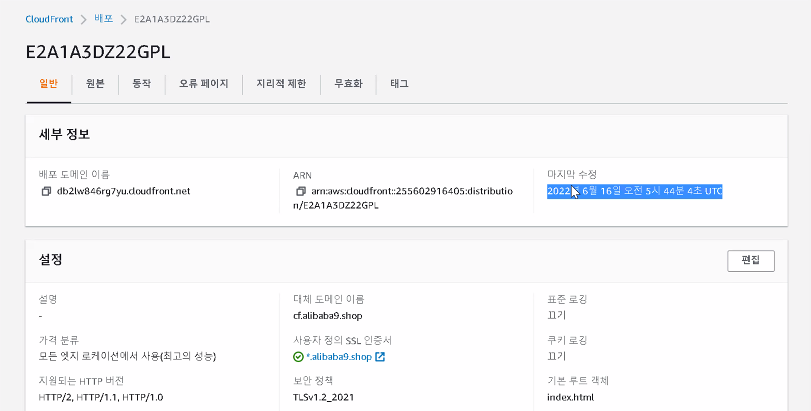 CloudFront > 배포 > E2A1A3DZ22GPL
E2A1A3DZ22GPL
일반 원본 동작 오류 페이지 지리적 제한 무효화 태그
세부 정보
배포 도메인 이름 ARN 마지막 수정
db2lw846rg7yu.cloudfront.net arn:aws:cloudfront::255602916405:distributio 2022년 6월 16일 오전 5시 44분 4초 UTC
n/E2A1A3DZ22GPL
설정 편집
설명 대체 도메인 이름 표준 로깅
- cf.alibaba9.shop 끄기
가격 분류 사용자 정의 SSL 인증서 쿠키 로깅
모든 엣지 로케이션에서 사용(최고의 성능) *.alibaba9.shop 끄기
지원되는 HTTP 버전 보안 정책 기본 루트 객체
HTTP/2, HTTP/1.1, HTTP/1.0 TLSv1.2_2021 index.html